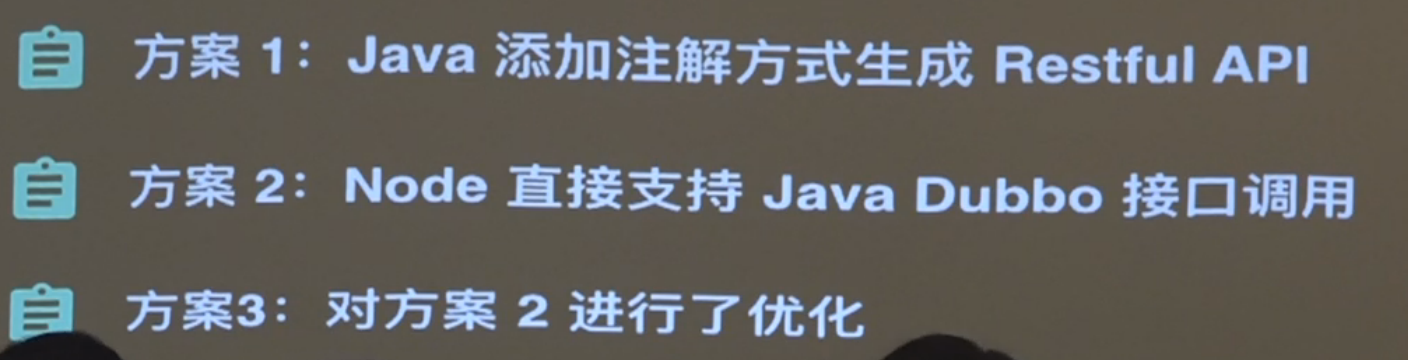 方案 1：Java 添加注解方式生成 Restful API
方案 2：Node 直接支持 Java Dubbo 接口调用
方案3：对方案 2 进行了优化